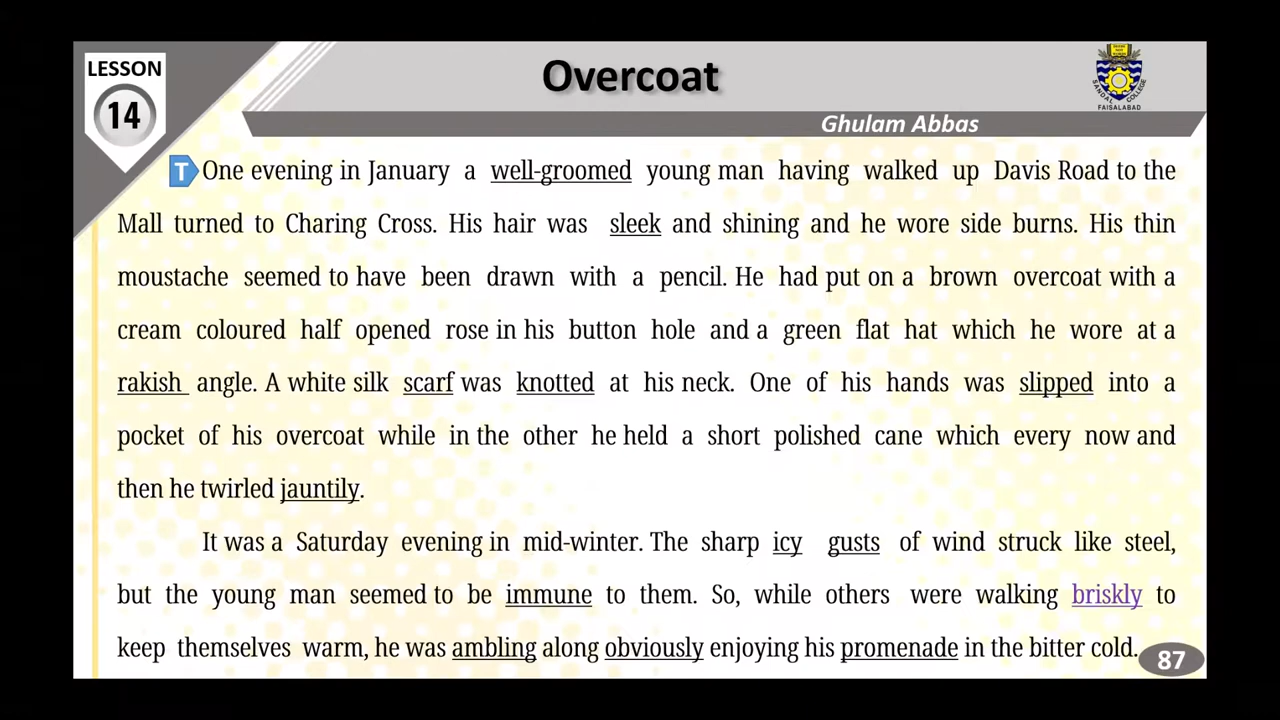 LESSON
14
Overcoat
SANDAL COLLEGE
FAISALABAD
Ghulam Abbas
T One evening in January a well-groomed young man having walked up Davis Road to the
Mall turned to Charing Cross. His hair was sleek and shining and he wore side burns. His thin
moustache seemed to have been drawn with a pencil. He had put on a brown overcoat with a
cream coloured half opened rose in his button hole and a green flat hat which he wore at a
rakish angle. A white silk scarf was knotted at his neck. One of his hands was slipped into a
pocket of his overcoat while in the other he held a short polished cane which every now and
then he twirled jauntily.
It was a Saturday evening in mid-winter. The sharp icy gusts of wind struck like steel,
but the young man seemed to be immune to them. So, while others were walking briskly to
keep themselves warm, he was ambling along obviously enjoying his promenade in the bitter cold.
87